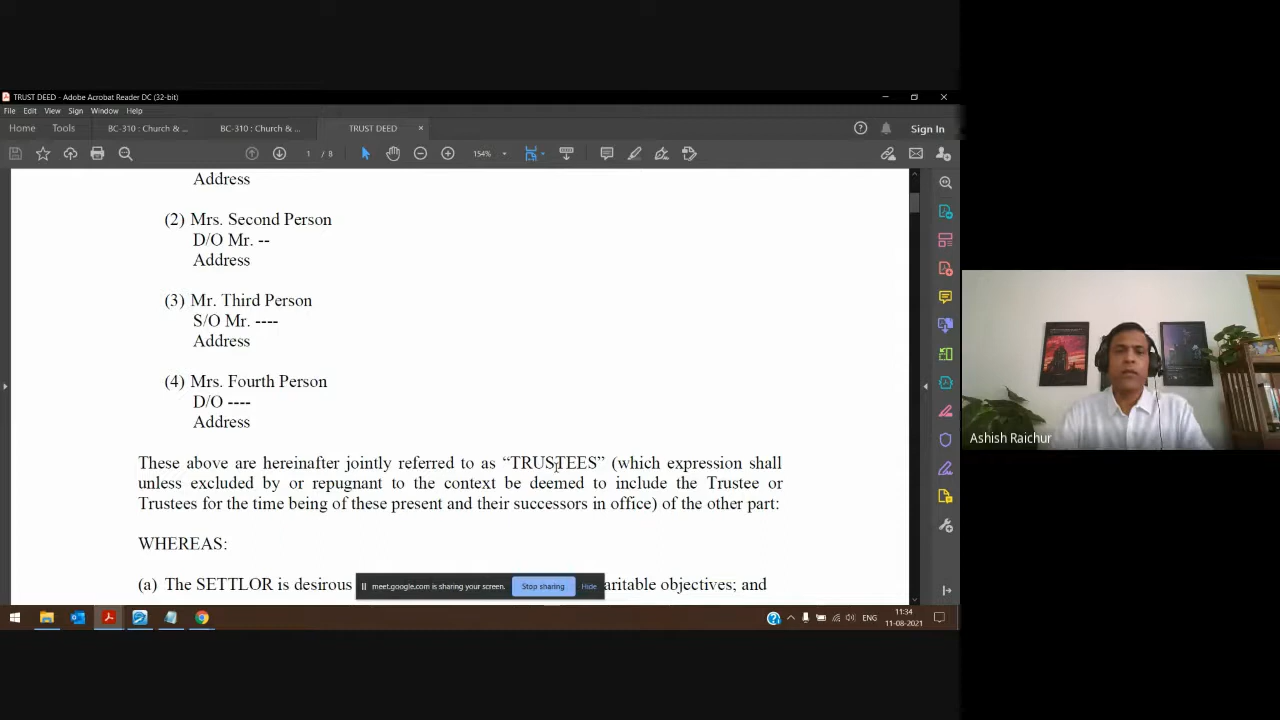 TRUST DEED - Adobe Acrobat Reader DC (32-bit)
File Edit View Sign Window Help
Home Tools BC-310 : Church & ... BC-310 : Church & ... TRUST DEED × Sign In
1 / 8 154%
Address
(2) Mrs. Second Person
D/O Mr. --
Address
(3) Mr. Third Person
S/O Mr. ----
Address
(4) Mrs. Fourth Person
D/O ----
Address
These above are hereinafter jointly referred to as “TRUSTEES” (which expression shall
unless excluded by or repugnant to the context be deemed to include the Trustee or
Trustees for the time being of these present and their successors in office) of the other part:
WHEREAS:
(a) The SETTLOR is desirous
aritable objectives; and
meet.google.com is sharing your screen. Stop sharing Hide
ENG
11:34
11-08-2021
Ashish Raichur